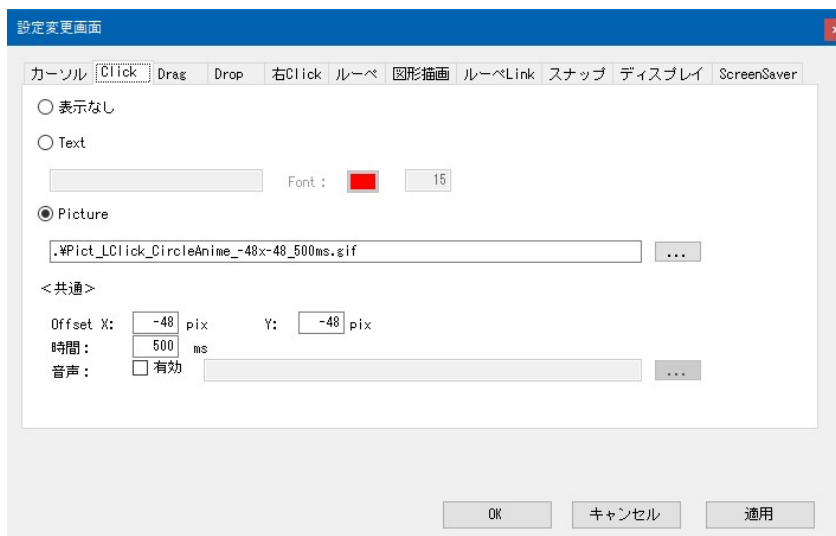 設定変更画面
カーソル Click Drag Drop 右Click ルーペ 図形描画 ルーペLink スナップ ディスプレイ ScreenSaver
表示なし
Text
Font : 15
Picture
.¥Pict_LClick_CircleAnime_-48x-48_500ms.gif ...
<共通>
Offset X: -48 pix Y: -48 pix
時間: 500 ms
音声: 有効 ...
OK キャンセル 適用